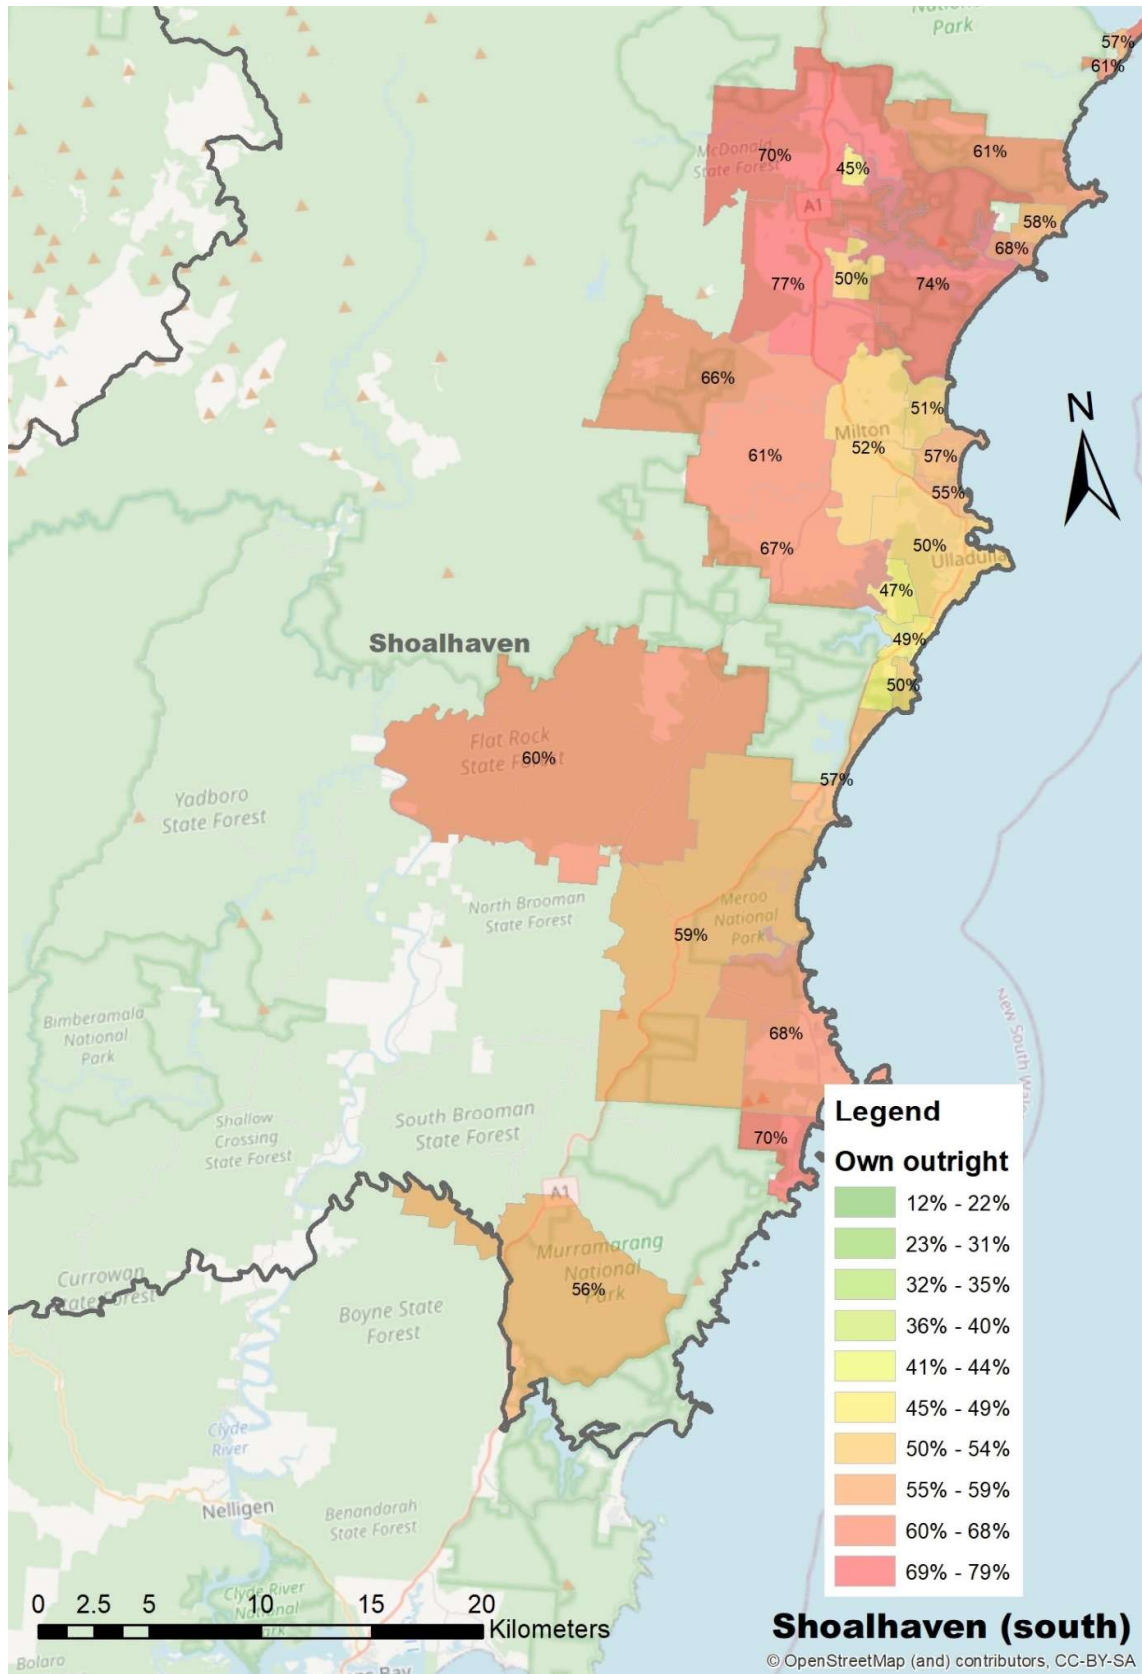 National
Park
57%
61%
McDonald
State Forest
70%
45%
61%
A1
58%
68%
77%
50%
74%
66%
51%
N
Milton
52%
61%
57%
55%
67%
50%
Ulladulla
47%
49%
Shoalhaven
50%
Flat Rock
State Forest
60%
57%
Yadboro
State Forest
North Brooman
State Forest
Meroo
National
Park
59%
Bimberamala
National
Park
New South Wales
68%
Shallow
Crossing
State Forest
South Brooman
State Forest
70%
A1
Murramarang
National
Park
56%
Currowan
State Forest
Boyne State
Forest
Clyde
River
Nelligen
Benandarah
State Forest
Clyde River
National
Park
Bolaro
Legend
Own outright
12% - 22%
23% - 31%
32% - 35%
36% - 40%
41% - 44%
45% - 49%
50% - 54%
55% - 59%
60% - 68%
69% - 79%
0 2.5 5 10 15 20
Kilometers
Bay
Shoalhaven (south)
© OpenStreetMap (and) contributors, CC-BY-SA